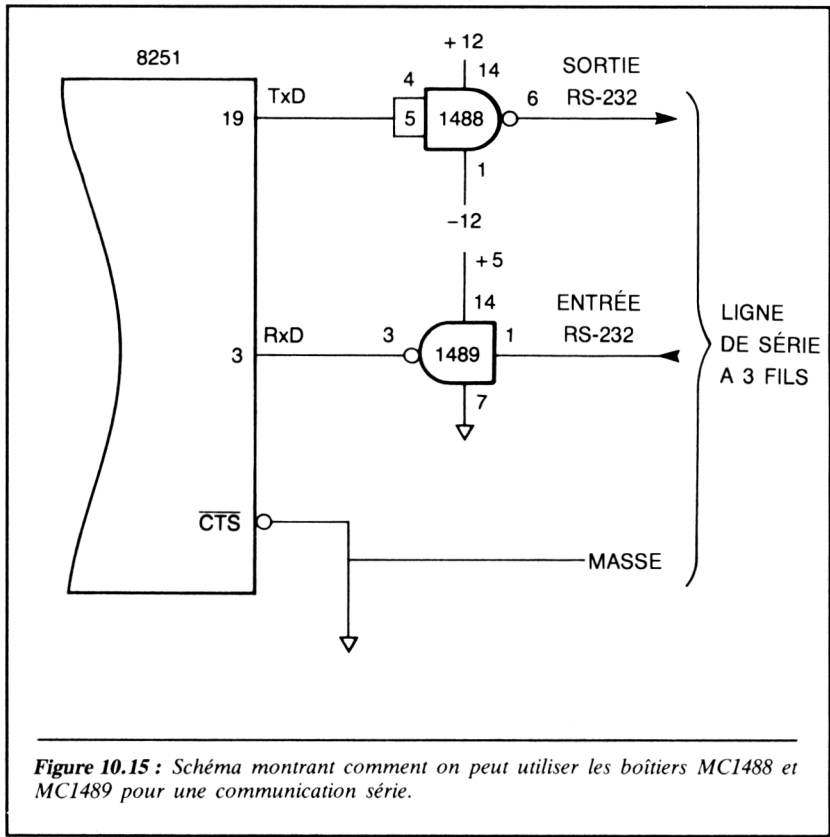 8251
+12
14
4
5
1488
6
SORTIE
RS-232
TxD
19
1
−12
+5
14
ENTRÉE
RS-232
RxD
3
3
1489
1
7
LIGNE
DE SÉRIE
A 3 FILS
CTS
MASSE
Figure 10.15 : Schéma montrant comment on peut utiliser les boîtiers MC1488 et
MC1489 pour une communication série.